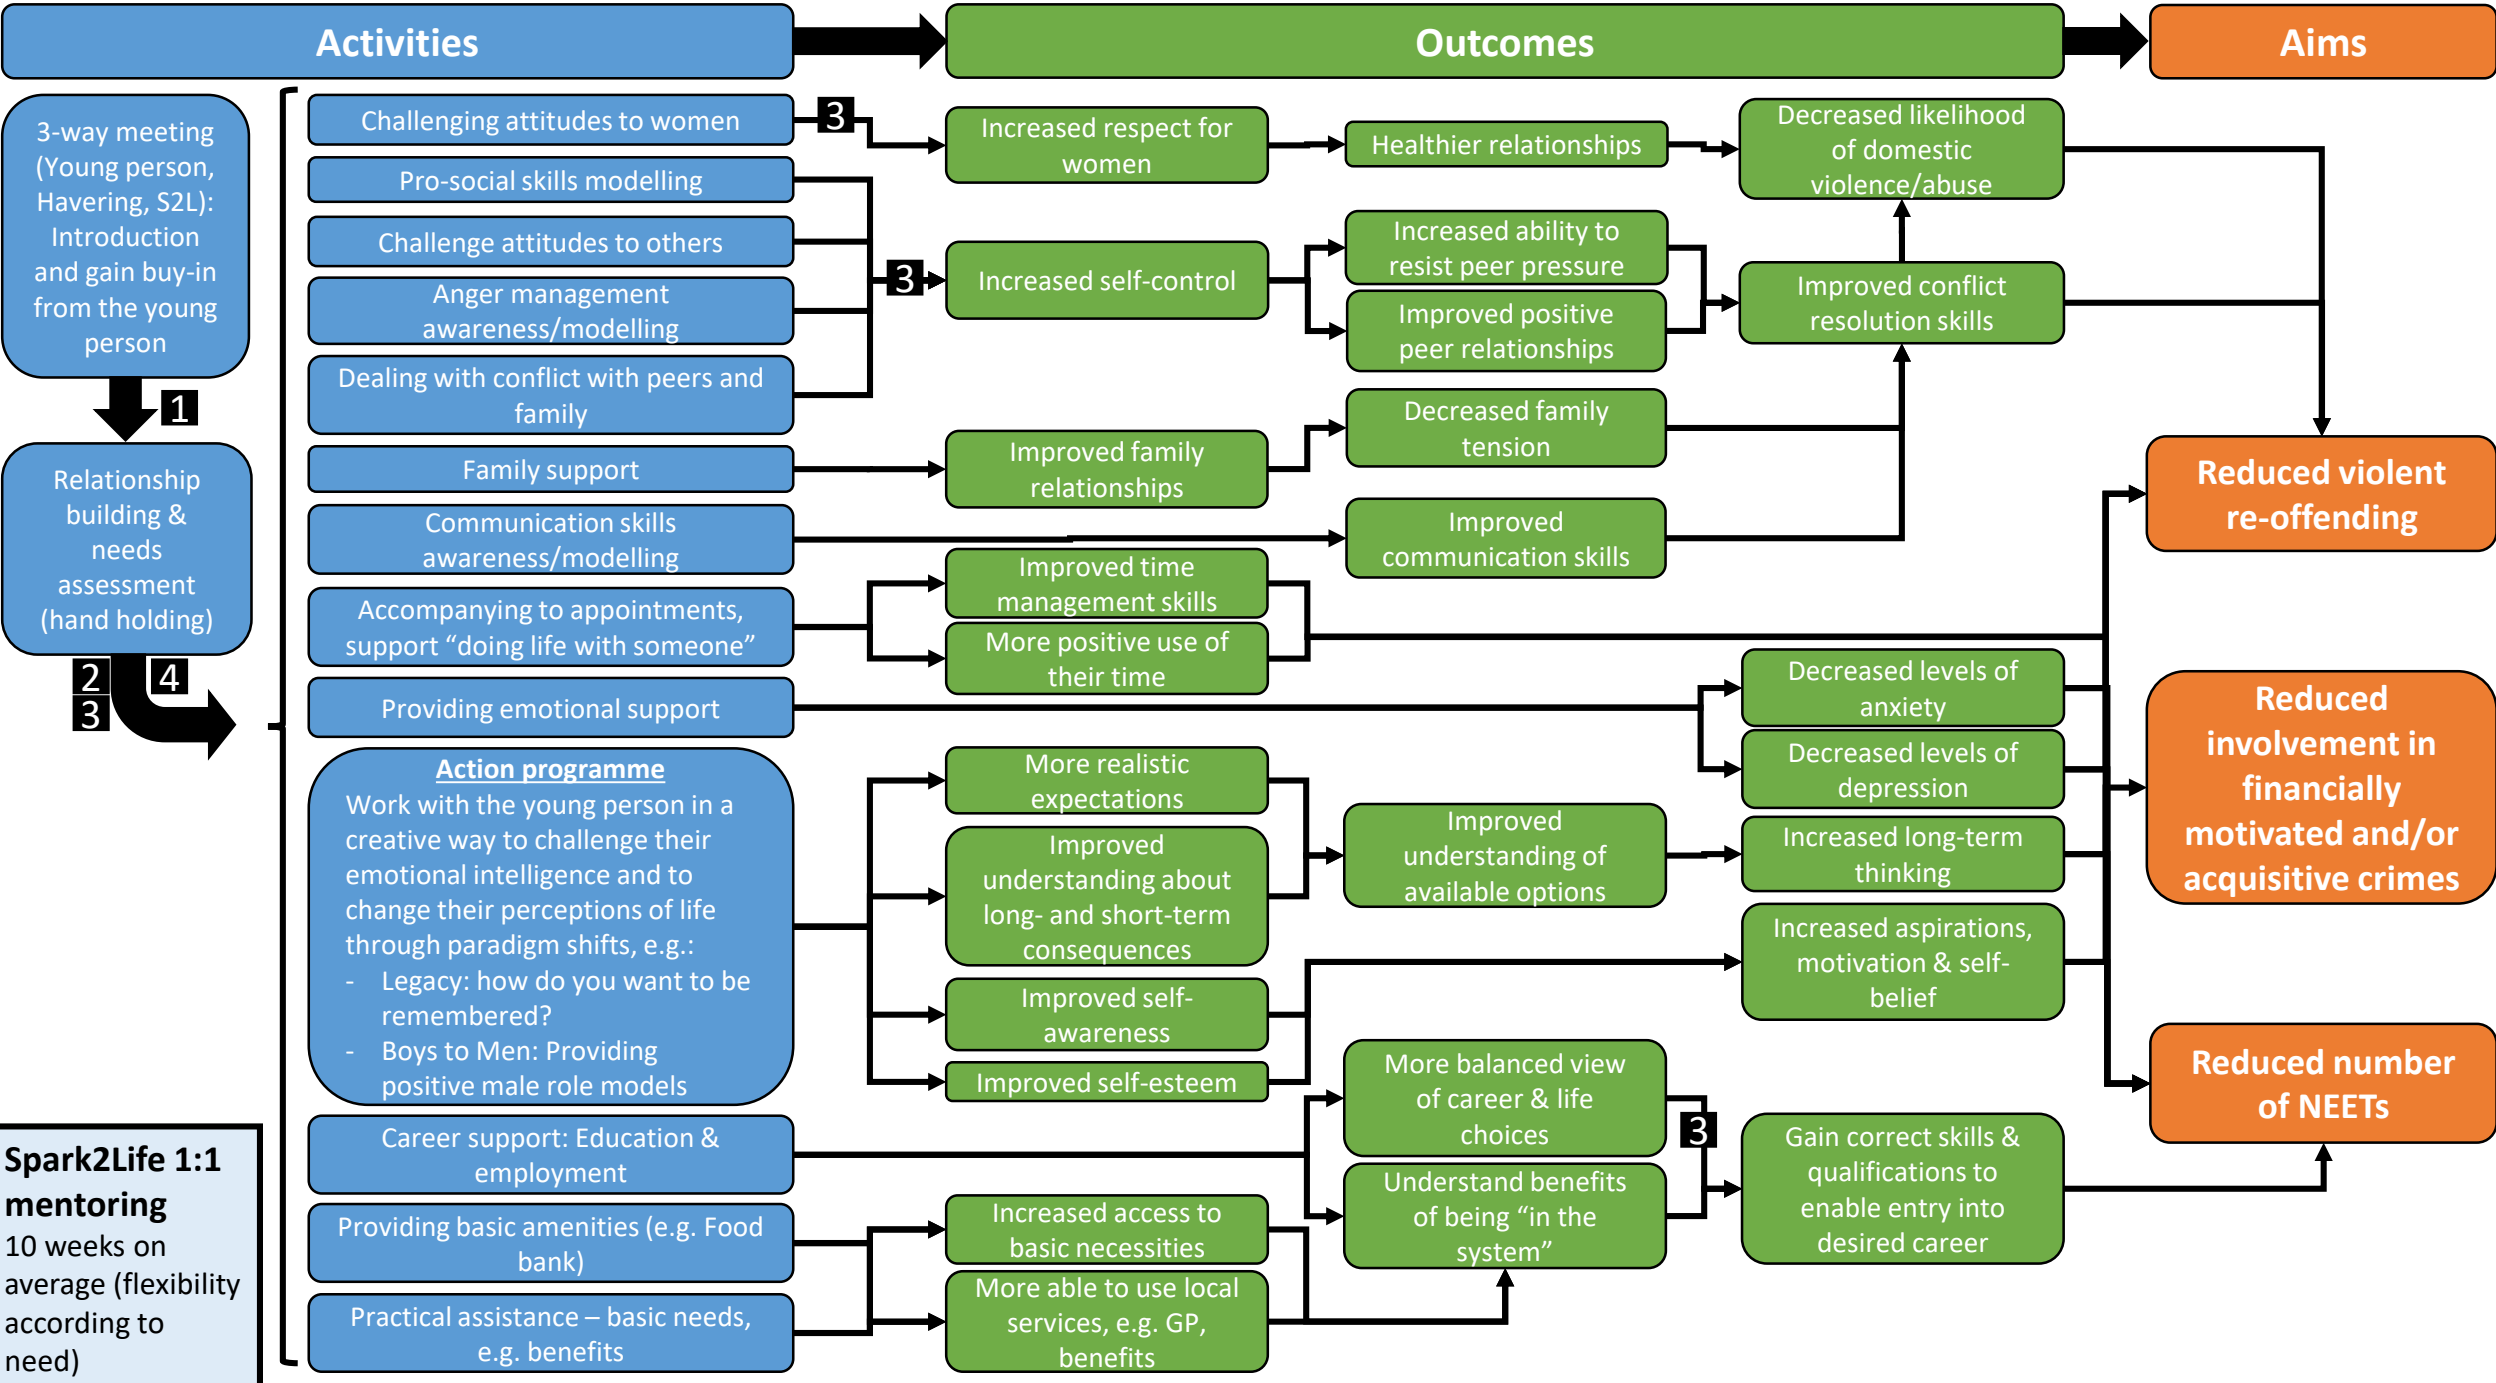 Activities
Outcomes
Aims
3-way meeting
(Young person,
Havering, S2L):
Introduction
and gain buy-in
from the young
person
1
Relationship
building &
needs
assessment
(hand holding)
2
3
4
Spark2Life 1:1
mentoring
10 weeks on
average (flexibility
according to
need)
Challenging attitudes to women
Pro-social skills modelling
Challenge attitudes to others
Anger management
awareness/modelling
Dealing with conflict with peers and
family
Family support
Communication skills
awareness/modelling
Accompanying to appointments,
support “doing life with someone”
Providing emotional support
Action programme
Work with the young person in a
creative way to challenge their
emotional intelligence and to
change their perceptions of life
through paradigm shifts, e.g.:
- Legacy: how do you want to be
remembered?
- Boys to Men: Providing
positive male role models
Career support: Education &
employment
Providing basic amenities (e.g. Food
bank)
Practical assistance – basic needs,
e.g. benefits
3
3
Increased respect for
women
Increased self-control
Improved family
relationships
Improved time
management skills
More positive use of
their time
More realistic
expectations
Improved
understanding about
long- and short-term
consequences
Improved self-
awareness
Improved self-esteem
Increased access to
basic necessities
More able to use local
services, e.g. GP,
benefits
Healthier relationships
Increased ability to
resist peer pressure
Improved positive
peer relationships
Decreased family
tension
Improved
communication skills
Improved
understanding of
available options
More balanced view
of career & life
choices
Understand benefits
of being “in the
system”
3
Decreased likelihood
of domestic
violence/abuse
Improved conflict
resolution skills
Decreased levels of
anxiety
Decreased levels of
depression
Increased long-term
thinking
Increased aspirations,
motivation & self-
belief
Gain correct skills &
qualifications to
enable entry into
desired career
Reduced violent
re-offending
Reduced
involvement in
financially
motivated and/or
acquisitive crimes
Reduced number
of NEETs